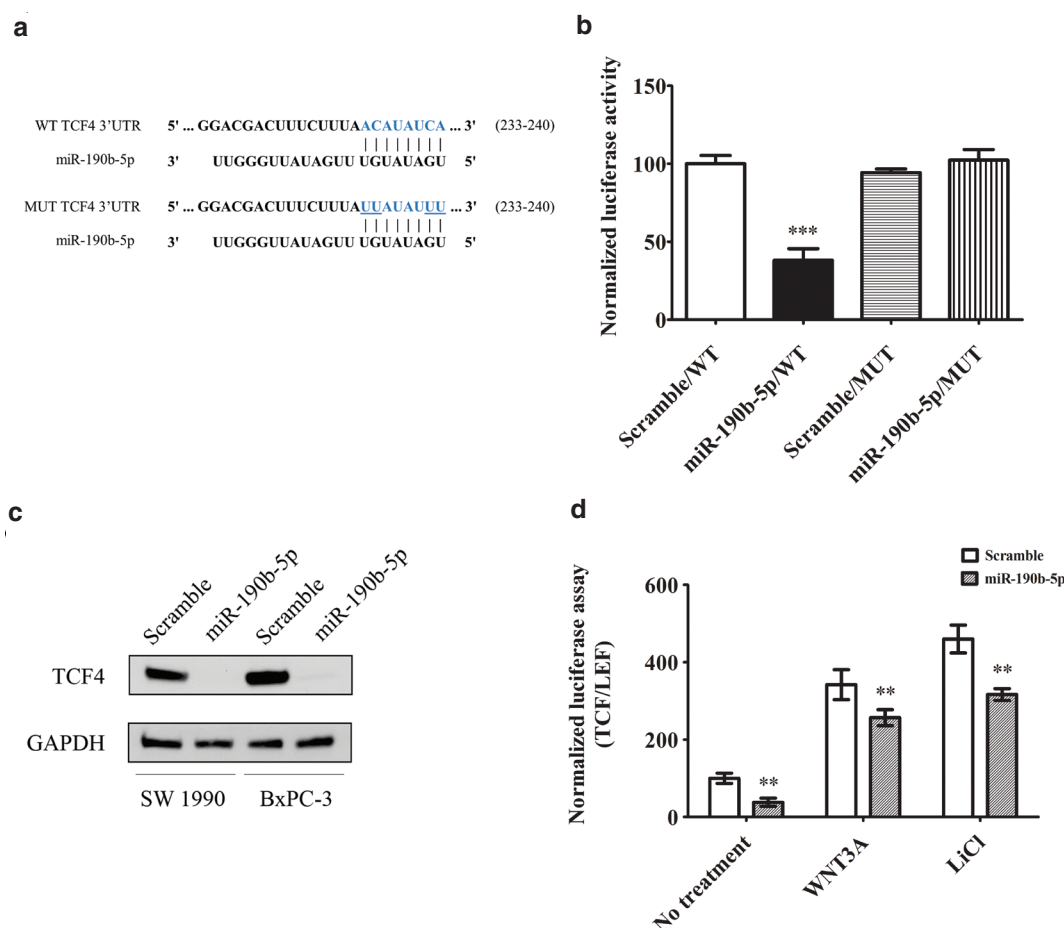 a
WT TCF4 3'UTR 5' ... GGACGACUUUCUUUAACAUAUCA ... 3' (233-240)
miR-190b-5p 3' UUGGGUUAUAGUU UGUAUAGU 5'
MUT TCF4 3'UTR 5' ... GGACGACUUUCUUUAUUAUAUUU ... 3' (233-240)
miR-190b-5p 3' UUGGGUUAUAGUU UGUAUAGU 5'
b
Normalized luciferase activity
150
100
50
0
***
Scramble/WT
miR-190b-5p/WT
Scramble/MUT
miR-190b-5p/MUT
c
Scramble
miR-190b-5p
Scramble
miR-190b-5p
TCF4
GAPDH
SW 1990 BxPC-3
d
Scramble
miR-190b-5p
Normalized luciferase assay
(TCF/LEF)
600
400
200
0
**
**
**
No treatment
WNT3A
LiCl